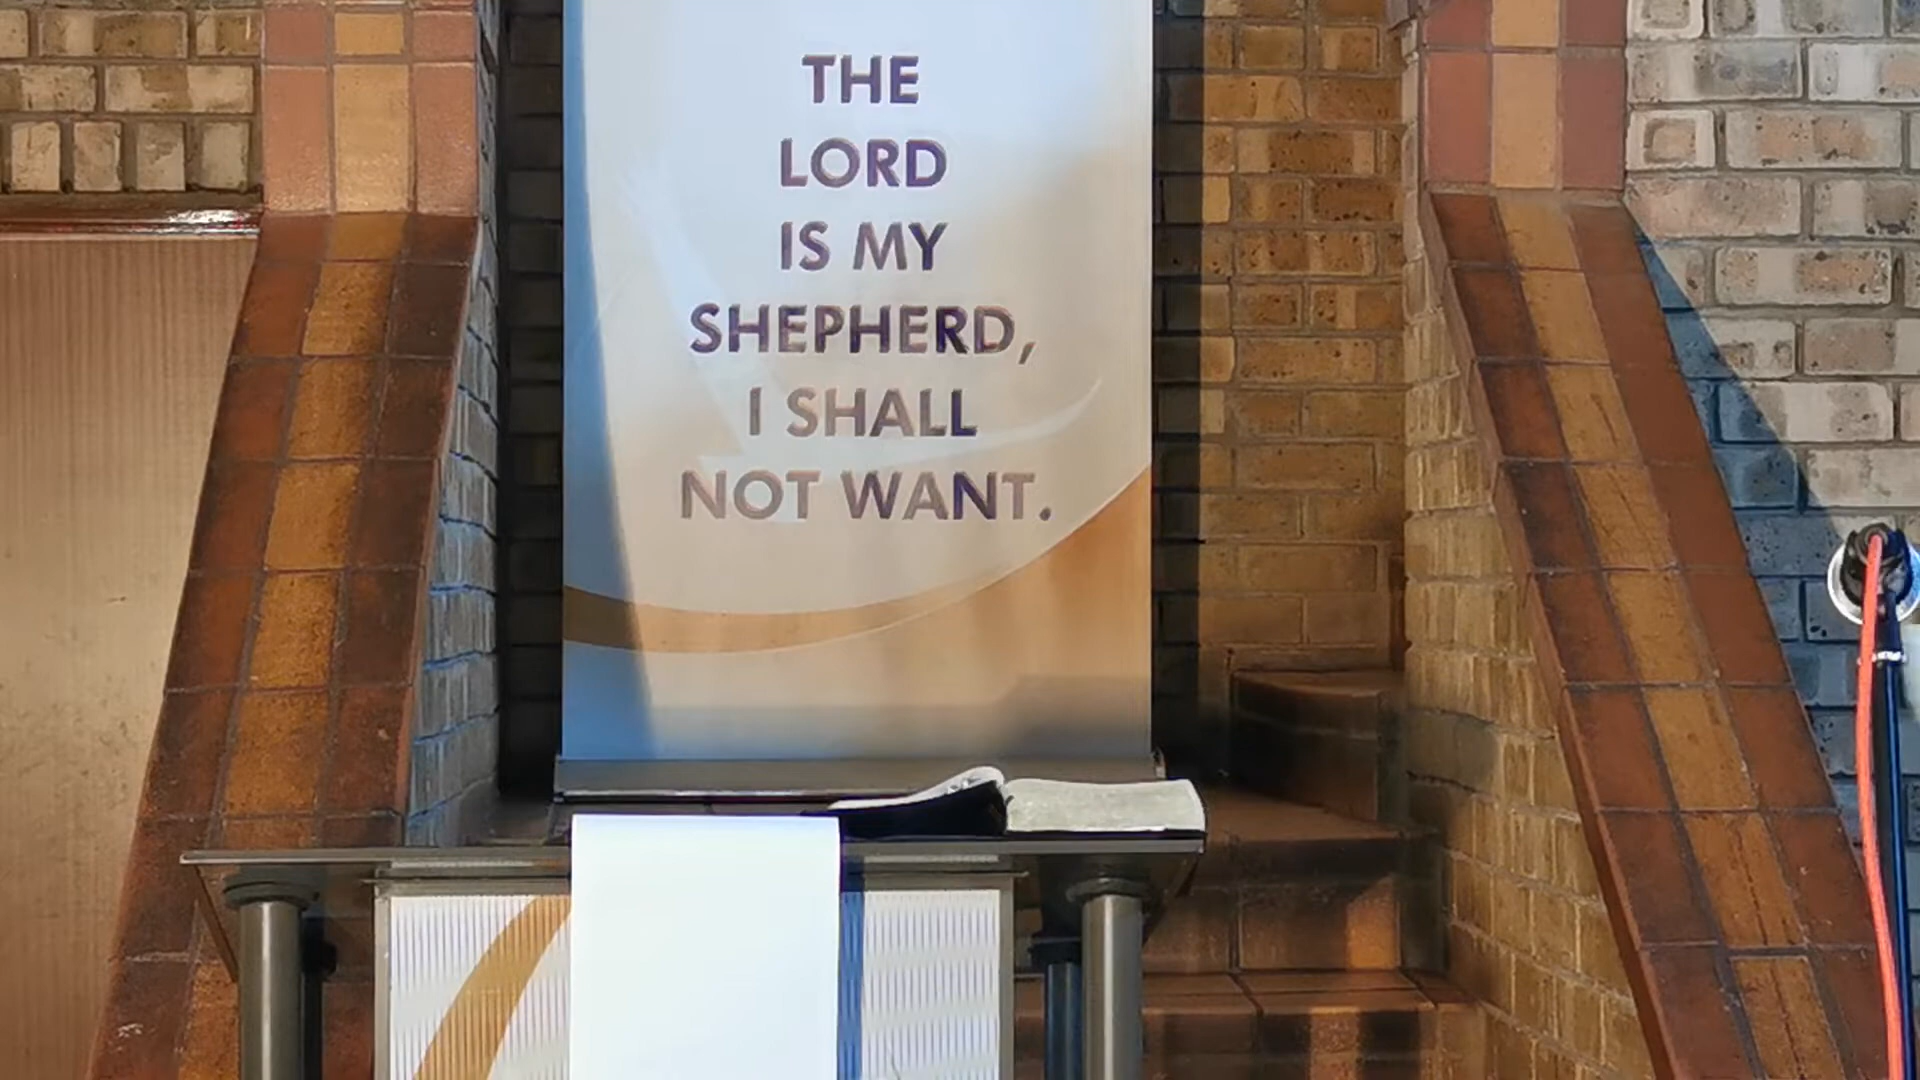 THE
LORD
IS MY
SHEPHERD,
I SHALL
NOT WANT.